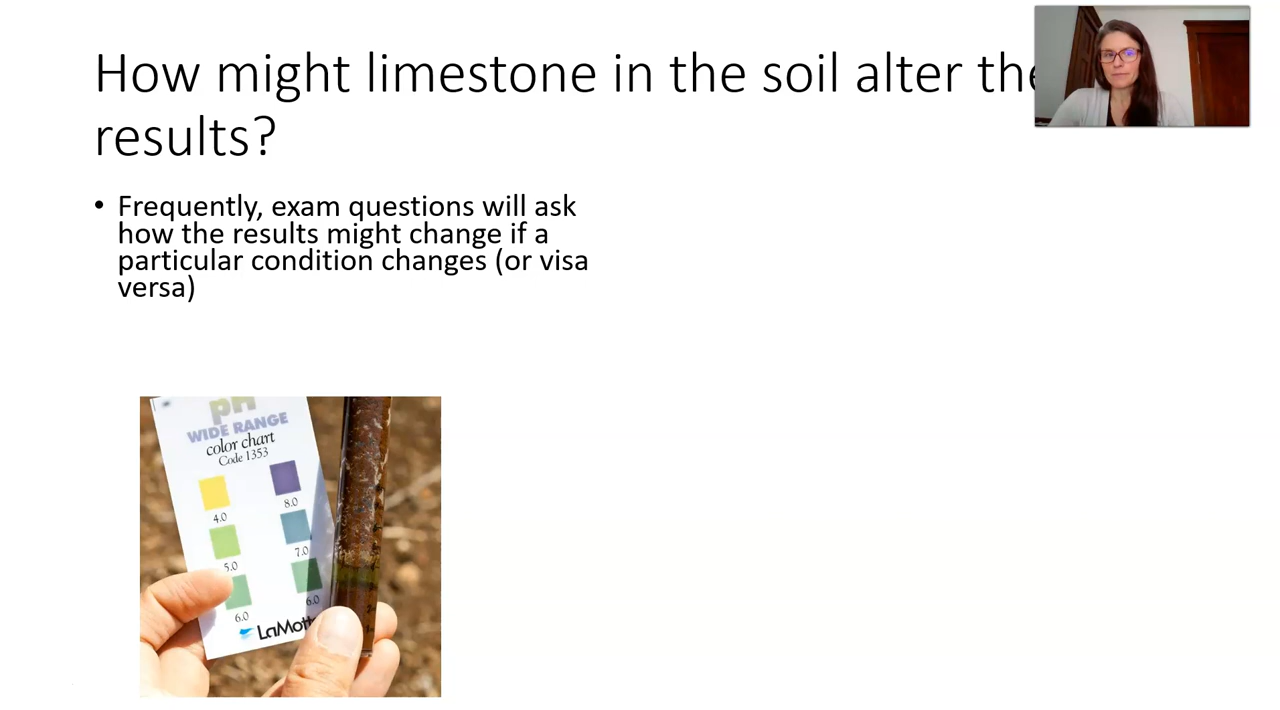 How might limestone in the soil alter the
results?
• Frequently, exam questions will ask
how the results might change if a
particular condition changes (or visa
versa)
pH
WIDE RANGE
color chart
Code 1353
4.0
8.0
5.0
7.0
6.0
6.0
LaMott